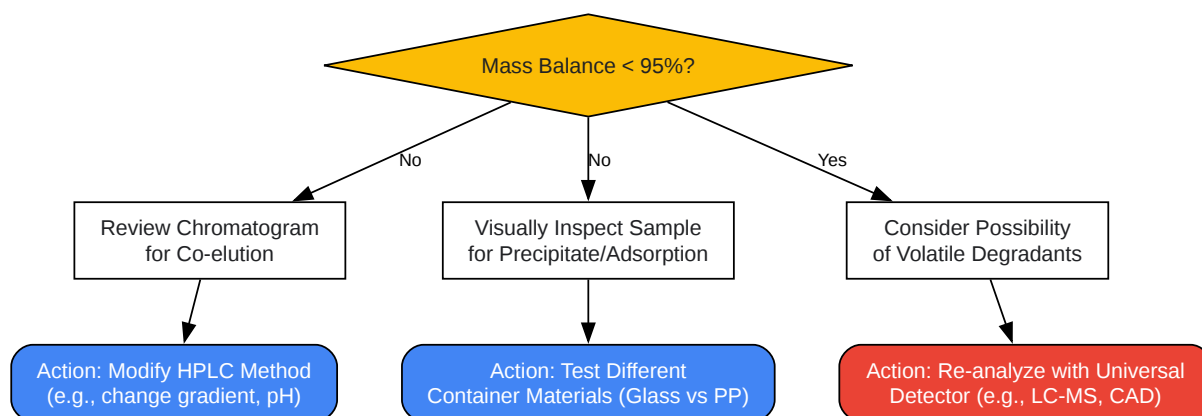 Mass Balance < 95%?
No
No
Yes
Review Chromatogram
for Co-elution
Visually Inspect Sample
for Precipitate/Adsorption
Consider Possibility
of Volatile Degradants
Action: Modify HPLC Method
(e.g., change gradient, pH)
Action: Test Different
Container Materials (Glass vs PP)
Action: Re-analyze with Universal
Detector (e.g., LC-MS, CAD)